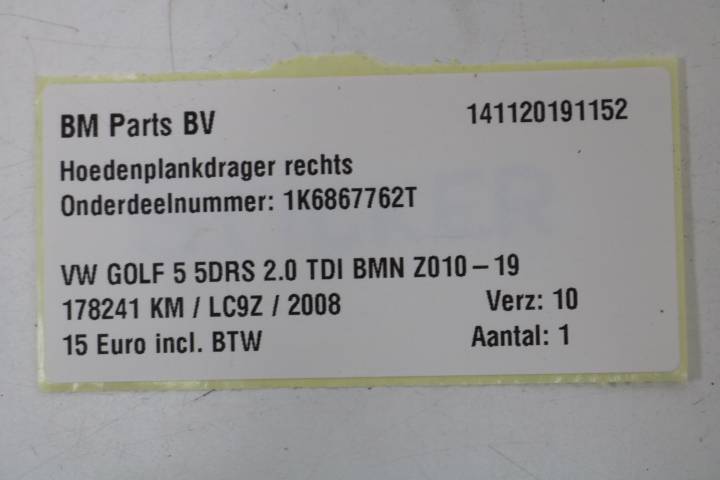 BM Parts BV 141120191152
Hoedenplankdrager rechts
Onderdeelnummer: 1K6867762T
VW GOLF 5 5DRS 2.0 TDI BMN Z010-19
178241 KM / LC9Z / 2008 Verz: 10
15 Euro incl. BTW Aantal: 1